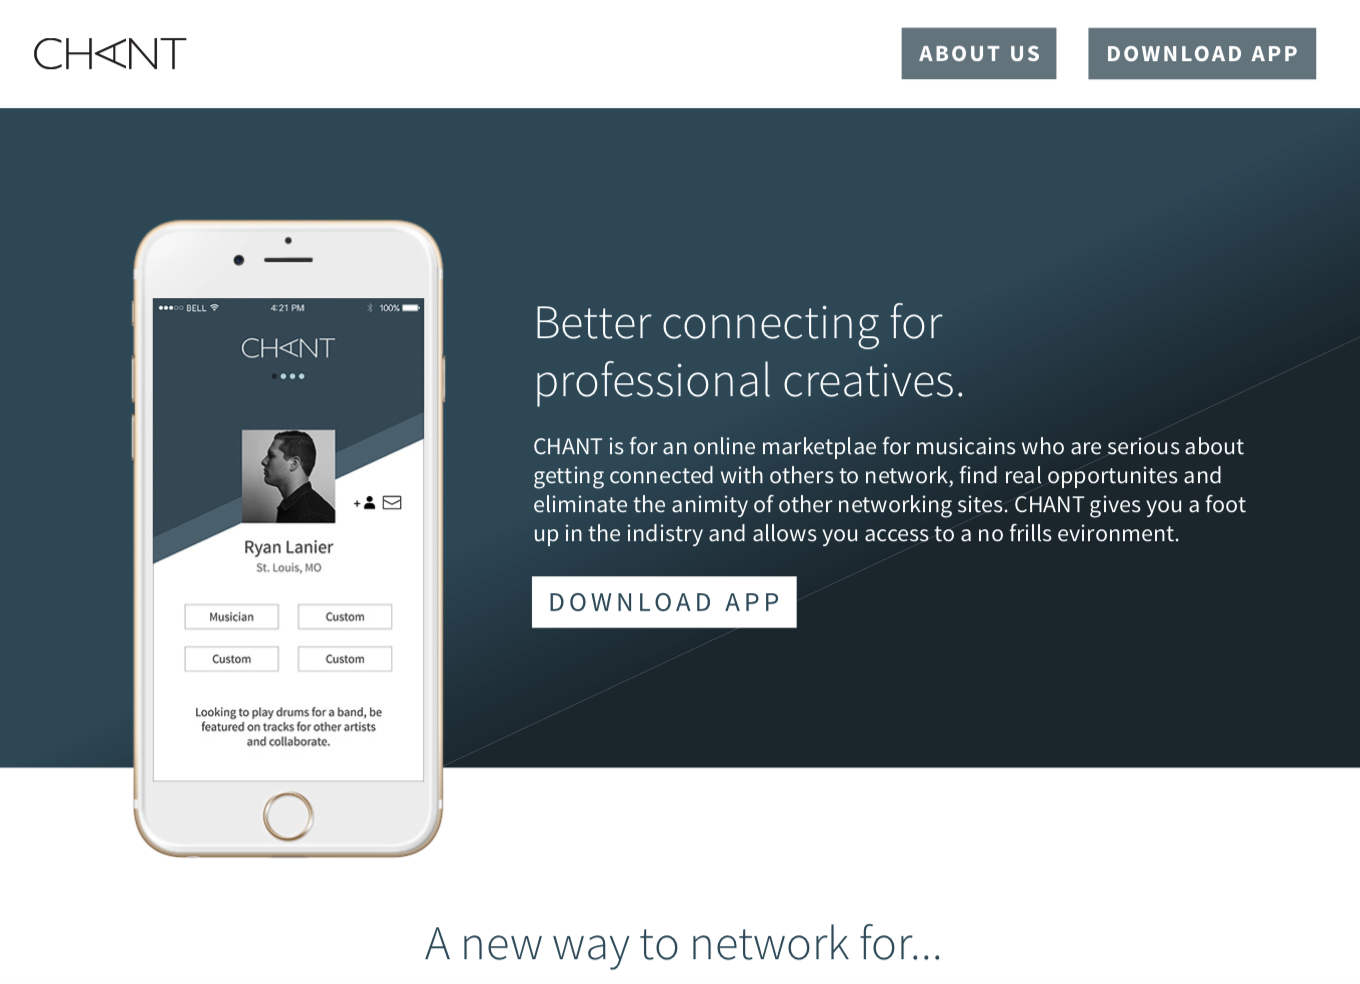 CHANT
ABOUT US
DOWNLOAD APP
BELL
4:21 PM
100%
CHANT
Ryan Lanier
St. Louis, MO
Musician
Custom
Custom
Custom
Looking to play drums for a band, be
featured on tracks for other artists
and collaborate.
Better connecting for
professional creatives.
CHANT is for an online marketplae for musicains who are serious about
getting connected with others to network, find real opportunites and
eliminate the animity of other networking sites. CHANT gives you a foot
up in the indistry and allows you access to a no frills evironment.
DOWNLOAD APP
A new way to network for...